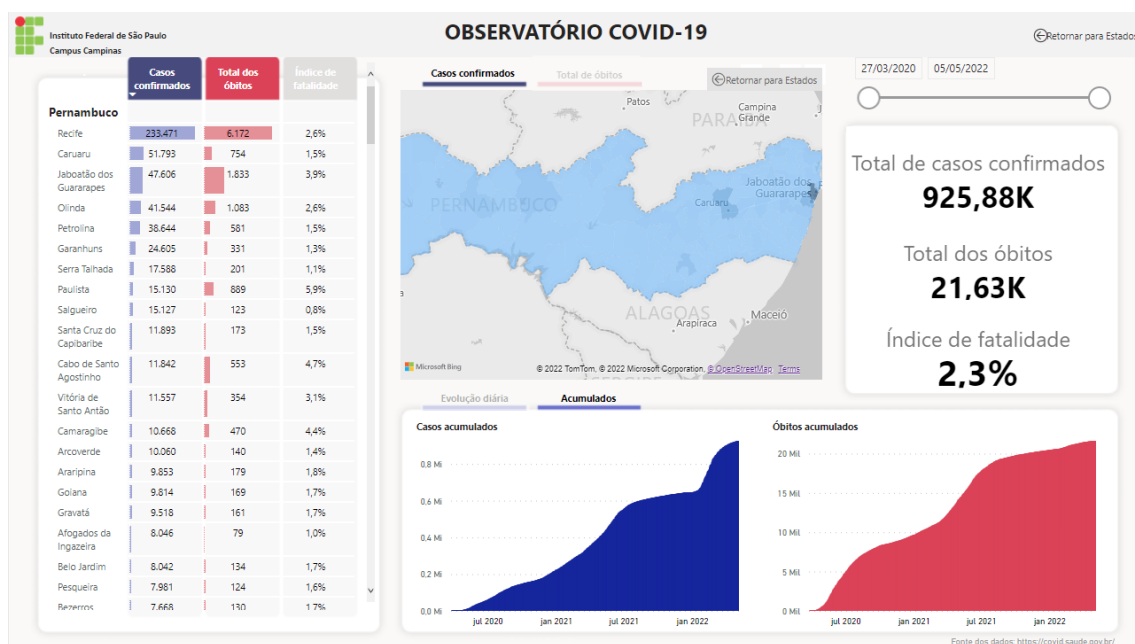 Instituto Federal de São Paulo
Campus Campinas
OBSERVATÓRIO COVID-19
Retornar para Estados
Casos confirmados
Total dos óbitos
Índice de fatalidade
Pernambuco
Recife 233.471 6.172 2,6%
Caruaru 51.793 754 1,5%
Jaboatão dos Guararapes 47.606 1.833 3,9%
Olinda 41.544 1.083 2,6%
Petrolina 38.644 581 1,5%
Garanhuns 24.605 331 1,3%
Serra Talhada 17.588 201 1,1%
Paulista 15.130 889 5,9%
Salgueiro 15.127 123 0,8%
Santa Cruz do Capibaribe 11.893 173 1,5%
Cabo de Santo Agostinho 11.842 553 4,7%
Vitória de Santo Antão 11.557 354 3,1%
Camaragibe 10.668 470 4,4%
Arcoverde 10.060 140 1,4%
Araripina 9.853 179 1,8%
Goiana 9.814 169 1,7%
Gravatá 9.518 161 1,7%
Afogados da Ingazeira 8.046 79 1,0%
Belo Jardim 8.042 134 1,7%
Pesqueira 7.981 124 1,6%
Bezerros 7.668 130 1,7%
Casos confirmados
Total de óbitos
Retornar para Estados
Patos
Campina Grande
PARAÍBA
Jaboatão dos Guararapes
PERNAMBUCO
Caruaru
ALAGOAS
Maceió
Arapiraca
Microsoft Bing
© 2022 TomTom, © 2022 Microsoft Corporation, © OpenStreetMap Terms
SERGIPE
27/03/2020 05/05/2022
Total de casos confirmados
925,88K
Total dos óbitos
21,63K
Índice de fatalidade
2,3%
Evolução diária
Acumulados
Casos acumulados
0.8 Mi
0.6 Mi
0.4 Mi
0.2 Mi
0.0 Mi
jul 2020 jan 2021 jul 2021 jan 2022
Óbitos acumulados
20 Mil
15 Mil
10 Mil
5 Mil
0 Mil
jul 2020 jan 2021 jul 2021 jan 2022
Fonte dos dados: https://covid.saude.gov.br/